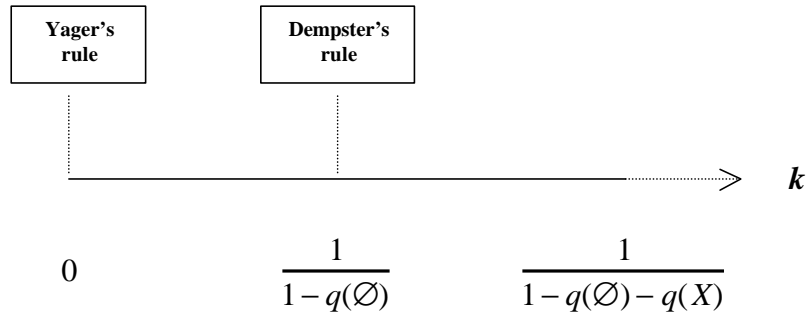 Yager's
rule
Dempster's
rule
k
0
1
1 − q(∅)
1
1 − q(∅) − q(X)